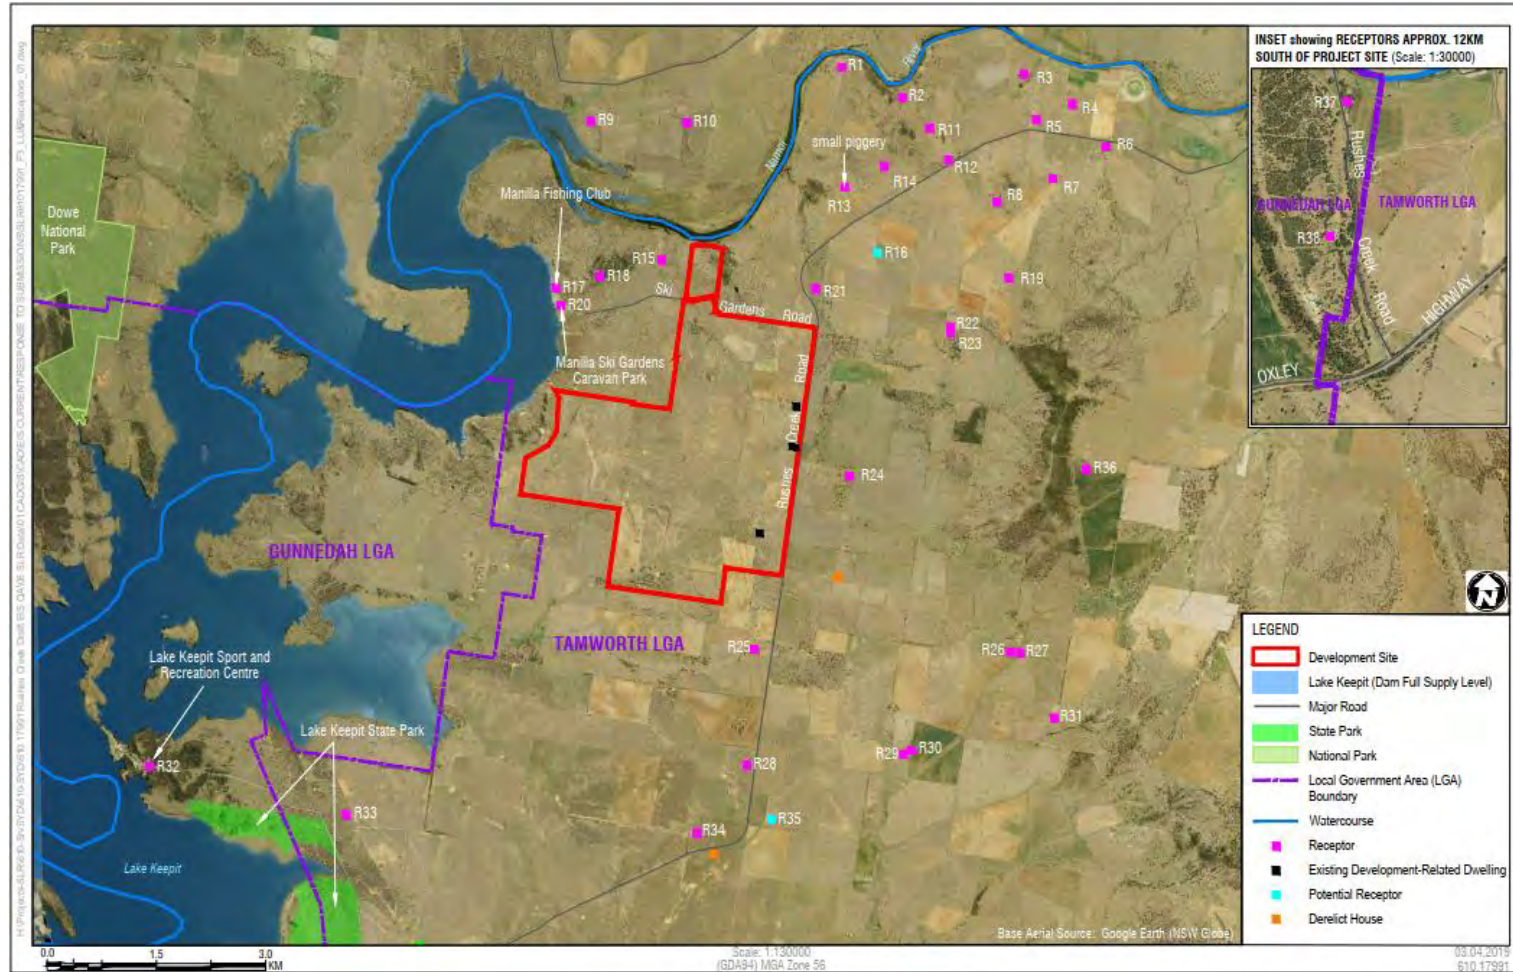 INSET showing RECEPTORS APPROX. 12KM
SOUTH OF PROJECT SITE (Scale: 1:30000)
R37
Rushes
GUNNEDAH LGA
TAMWORTH LGA
R38
Creek
Road
OXLEY
HIGHWAY
R1
River
R2
R3
R4
R5
R6
R9
R10
R11
Namoi
small piggery
R12
R14
R7
R13
R8
Manilla Fishing Club
Dowe
National
Park
R16
R15
R18
R19
R17
Ski
R21
R20
Gardens
Road
R22
R23
Manilla Ski Gardens
Caravan Park
Road
Creek
R24
R36
Rushes
GUNNEDAH LGA
TAMWORTH LGA
R25
R26
R27
Lake Keepit Sport and
Recreation Centre
R31
Lake Keepit State Park
R30
R29
R32
R28
R33
R35
R34
Lake Keepit
N
LEGEND
Development Site
Lake Keepit (Dam Full Supply Level)
Major Road
State Park
National Park
Local Government Area (LGA)
Boundary
Watercourse
Receptor
Existing Development-Related Dwelling
Potential Receptor
Derelict House
Base Aerial Source: Google Earth (NSW Globe)
0.0
1.5
3.0
KM
Scale: 1:130000
(GDA94) MGA Zone 56
03.04.2019
610.17991